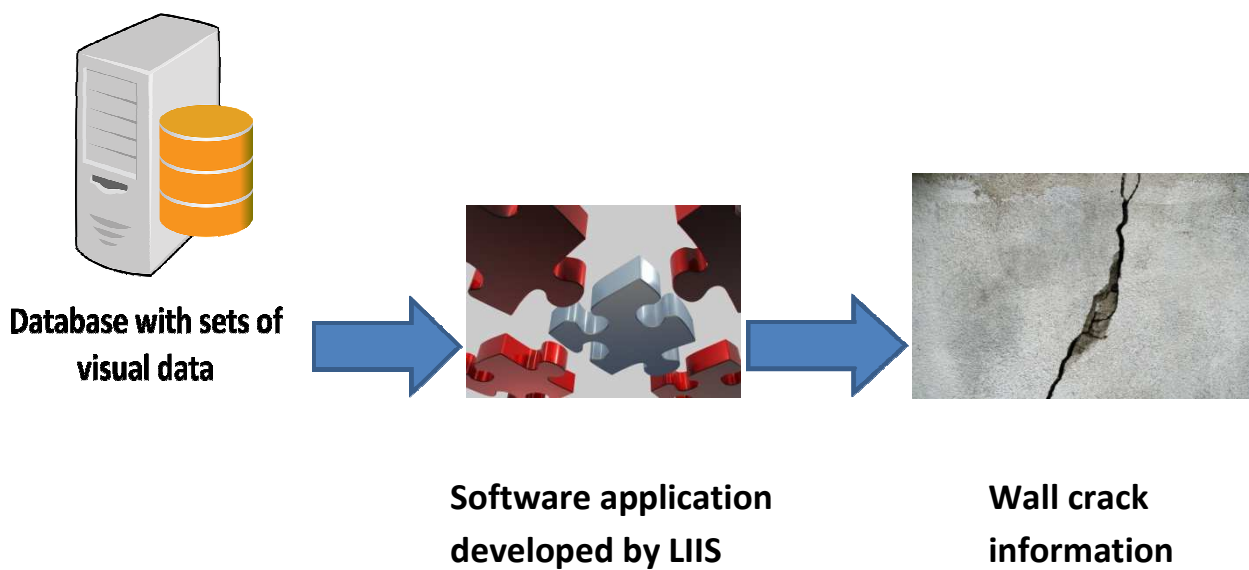 Database with sets of
visual data
Software application
developed by LIIS
Wall crack
information